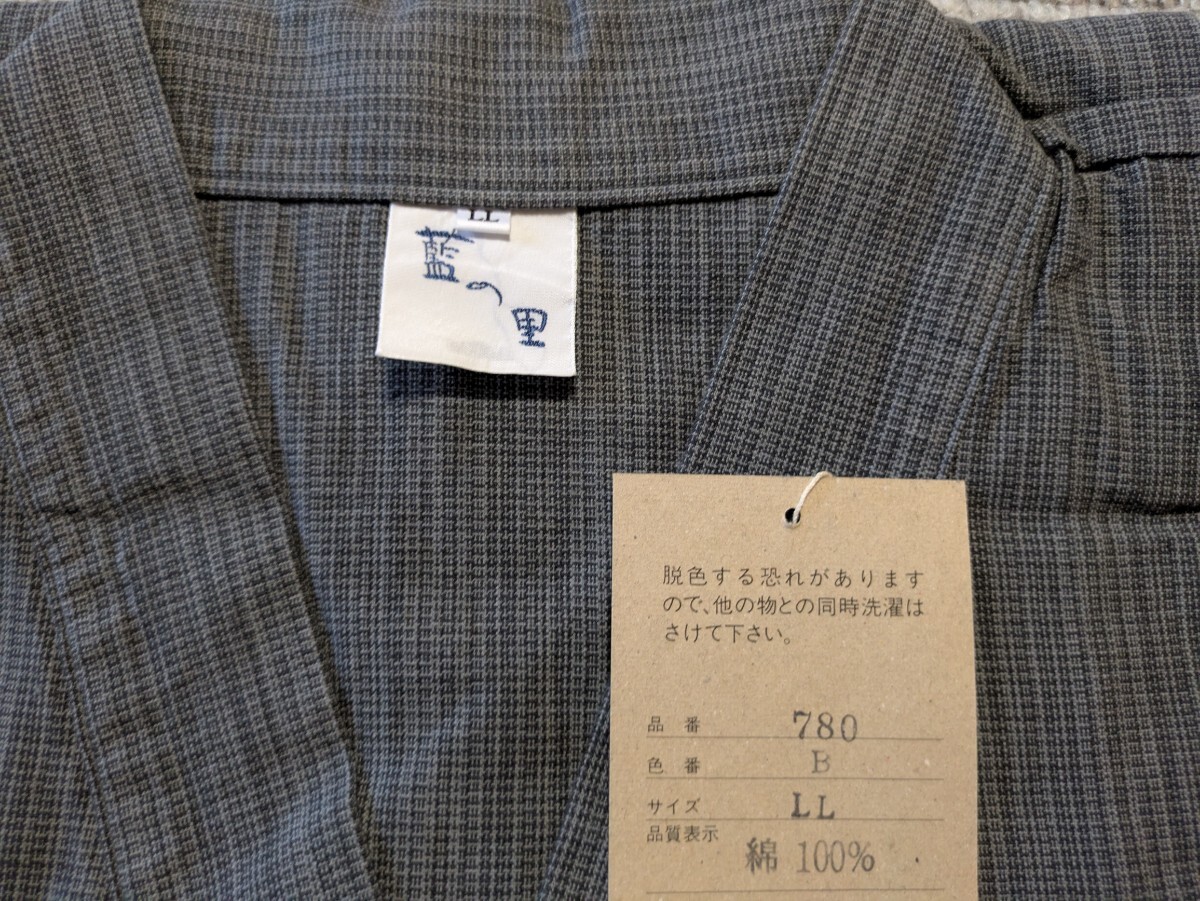 LL
藍の里
脱色する恐れがあります
ので、他の物との同時洗濯は
さけて下さい。
品番 780
色番 B
サイズ LL
品質表示
綿 100%